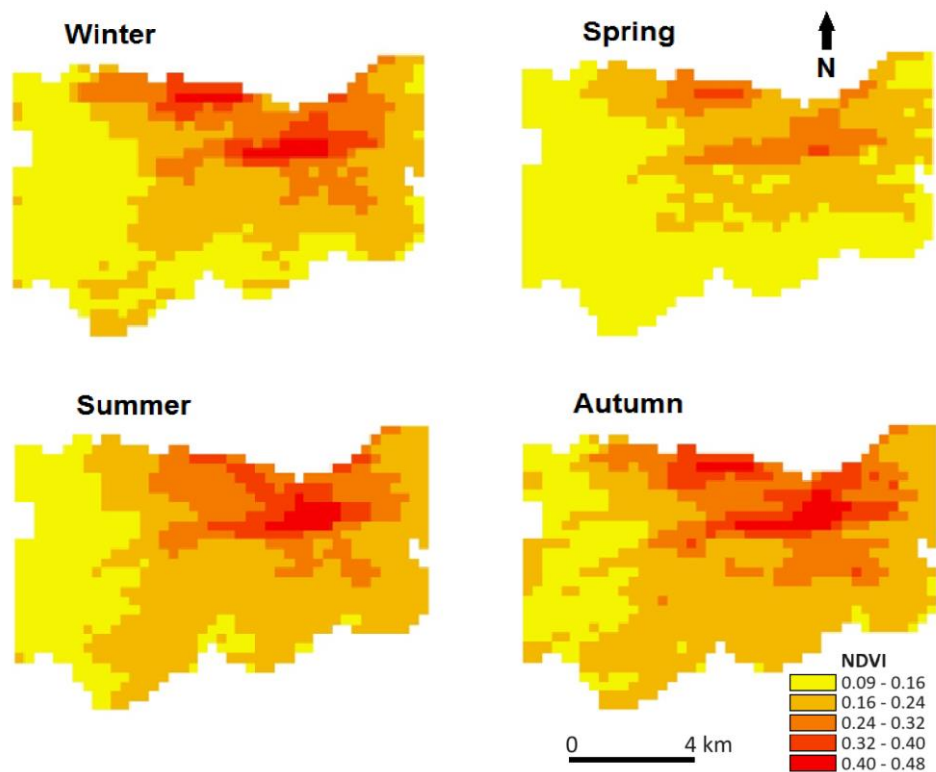 Winter
Spring
N
Summer
Autumn
NDVI
0.09 - 0.16
0.16 - 0.24
0.24 - 0.32
0.32 - 0.40
0.40 - 0.48
0 4 km